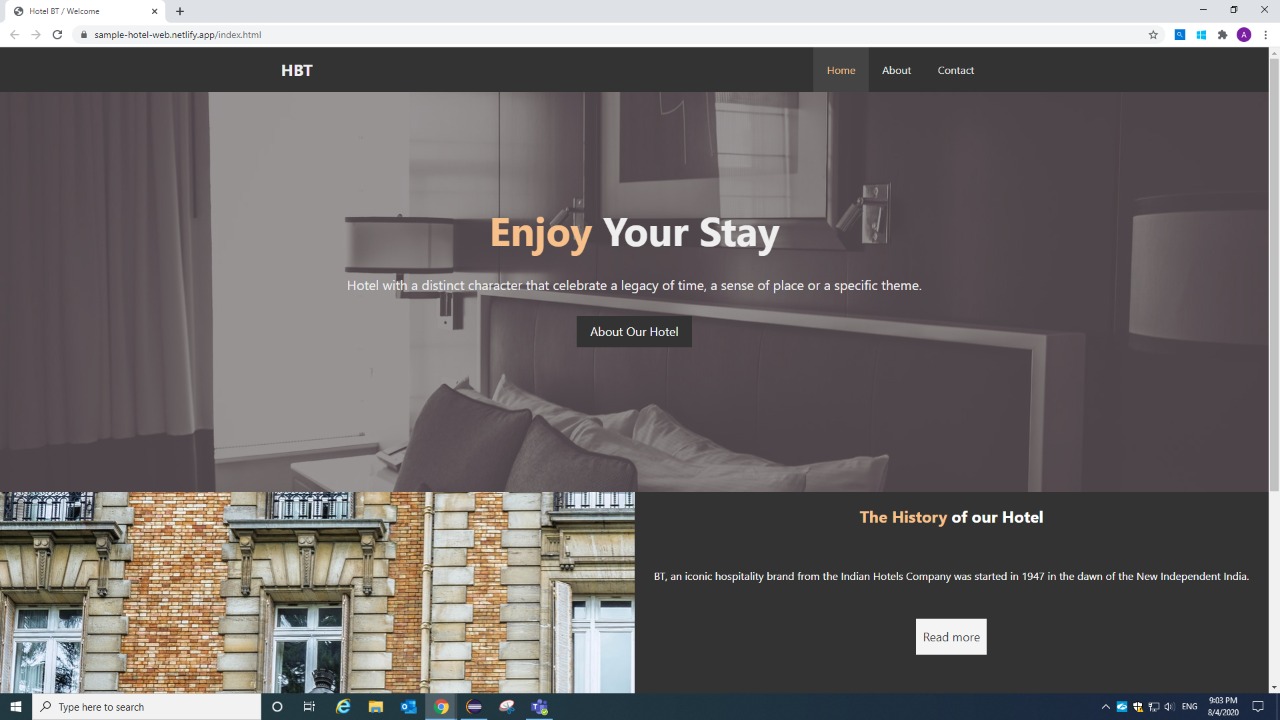 Hotel BT / Welcome
sample-hotel-web.netlify.app/index.html
A
HBT
Home
About
Contact
Enjoy Your Stay
Hotel with a distinct character that celebrate a legacy of time, a sense of place or a specific theme.
About Our Hotel
The History of our Hotel
BT, an iconic hospitality brand from the Indian Hotels Company was started in 1947 in the dawn of the New Independent India.
Read more
Type here to search
ENG
9:03 PM
8/4/2020